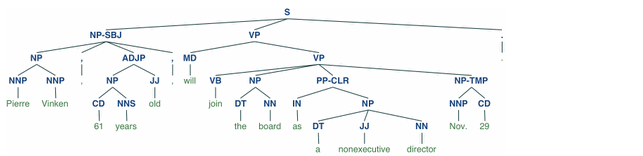 S
NP-SBJ VP .
NP , ADJP , MD VP
NNP NNP NP JJ will VB NP PP-CLR NP-TMP
Pierre Vinken CD NNS old join DT NN IN NP NNP CD
61 years the board as DT JJ NN Nov. 29
a nonexecutive director